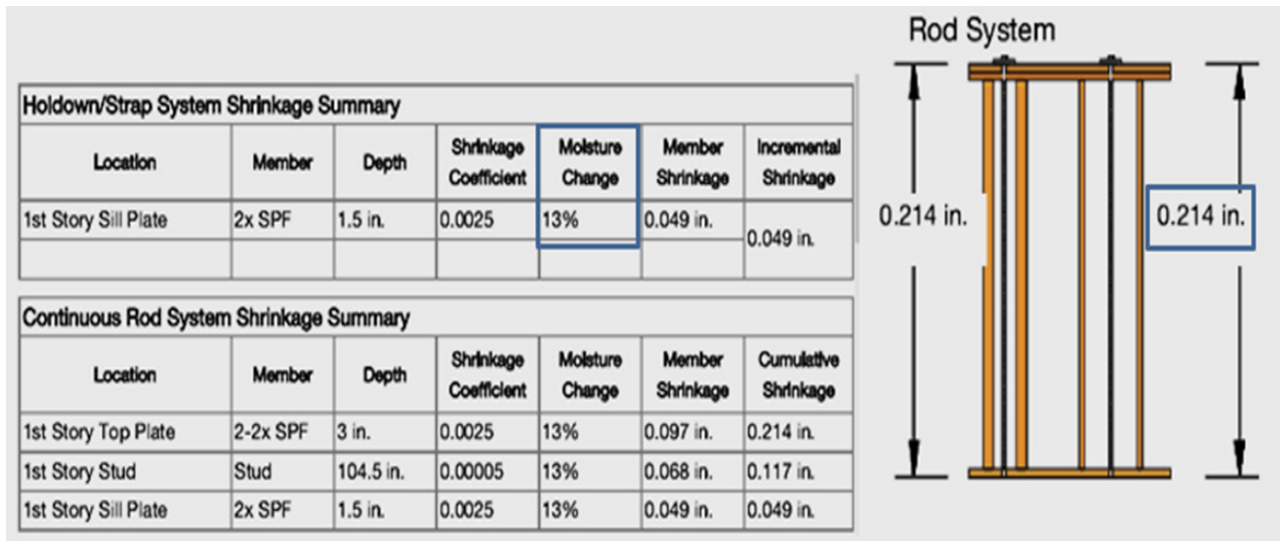 Rod System
Holdown/Strap System Shrinkage Summary
Location Member Depth Shrinkage Coefficient Moisture Change Member Shrinkage Incremental Shrinkage
1st Story Sill Plate 2x SPF 1.5 in. 0.0025 13% 0.049 in. 0.049 in.
Continuous Rod System Shrinkage Summary
Location Member Depth Shrinkage Coefficient Moisture Change Member Shrinkage Cumulative Shrinkage
1st Story Top Plate 2-2x SPF 3 in. 0.0025 13% 0.097 in. 0.214 in.
1st Story Stud Stud 104.5 in. 0.00005 13% 0.068 in. 0.117 in.
1st Story Sill Plate 2x SPF 1.5 in. 0.0025 13% 0.049 in. 0.049 in.
0.214 in. 0.214 in.